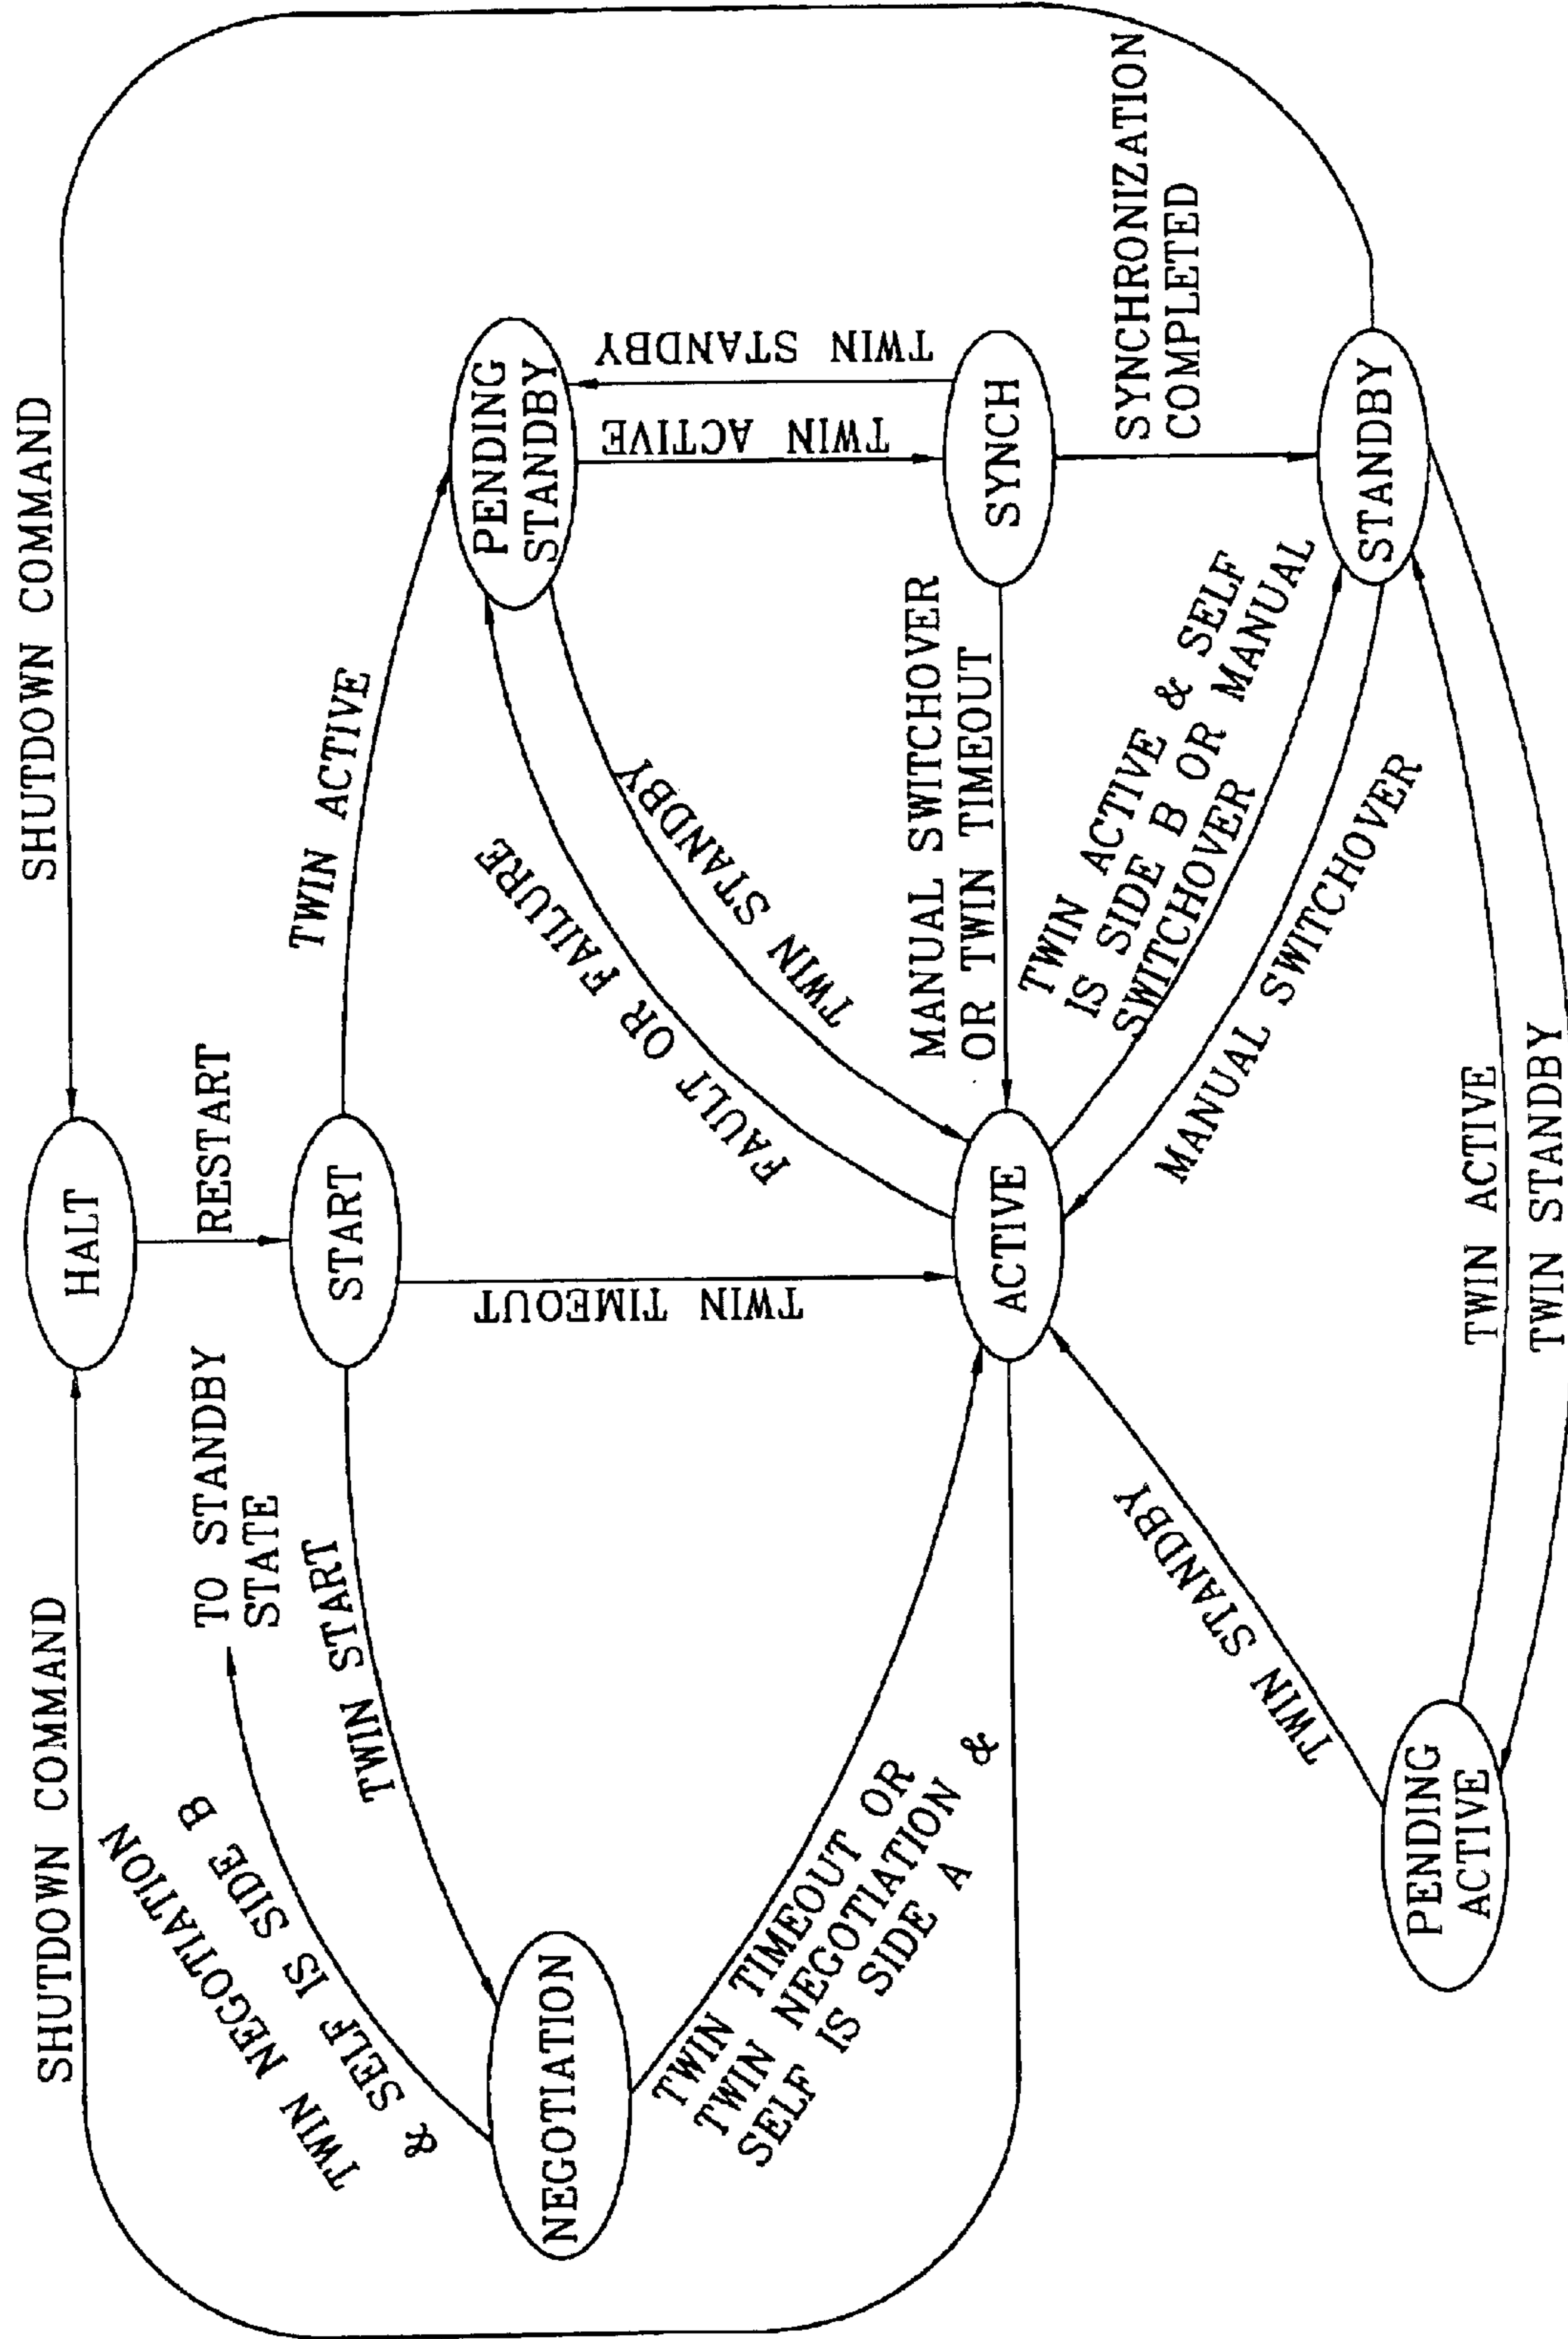 SHUTDOWN COMMAND
SHUTDOWN COMMAND
HALT
RESTART
TO STANDBY
STATE
TWIN NEGOTIATION
& SELF IS SIDE B
START
TWIN START
TWIN ACTIVE
TWIN TIMEOUT
NEGOTIATION
PENDING
STANDBY
FAULT OR FAILURE
TWIN STANDBY
TWIN ACTIVE
TWIN STANDBY
TWIN TIMEOUT OR
TWIN NEGOTIATION &
SELF IS SIDE A
ACTIVE
MANUAL SWITCHOVER
OR TWIN TIMEOUT
SYNCH
SYNCHRONIZATION
COMPLETED
TWIN ACTIVE & SELF
IS SIDE B OR MANUAL
SWITCHOVER
MANUAL SWITCHOVER
TWIN STANDBY
STANDBY
PENDING
ACTIVE
TWIN ACTIVE
TWIN STANDBY